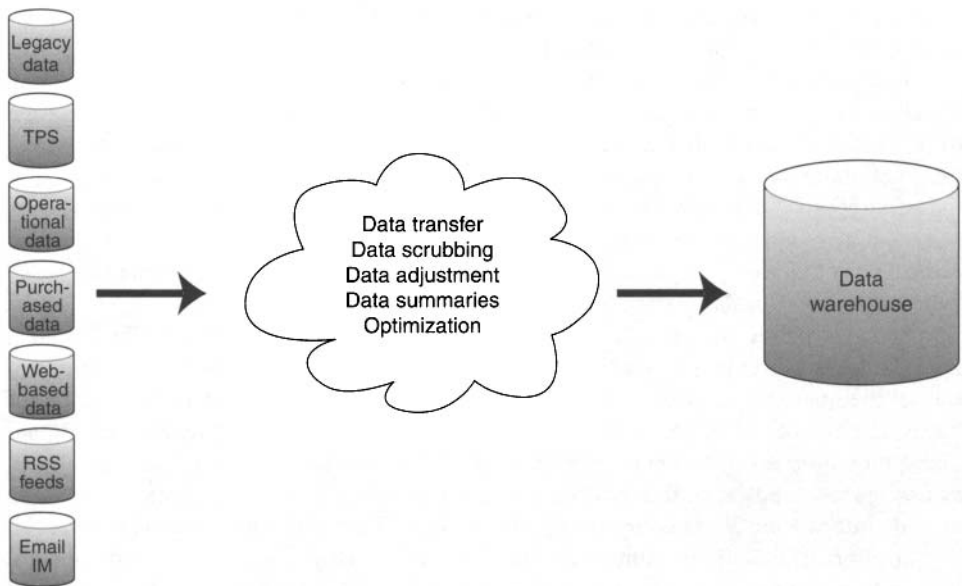 Legacy
data
TPS
Opera-
tional
data
Purch-
ased
data
Web-
based
data
RSS
feeds
Email
IM
Data transfer
Data scrubbing
Data adjustment
Data summaries
Optimization
Data
warehouse